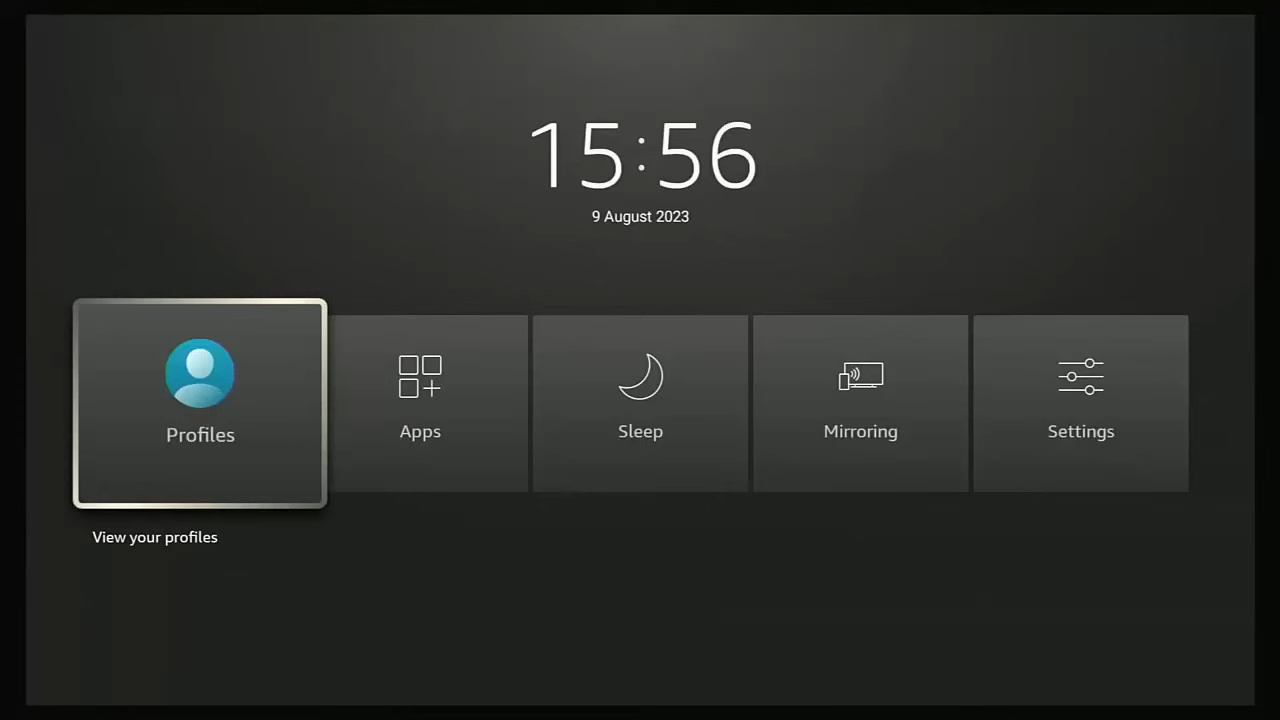 15:56
9 August 2023
Profiles
Apps
Sleep
Mirroring
Settings
View your profiles